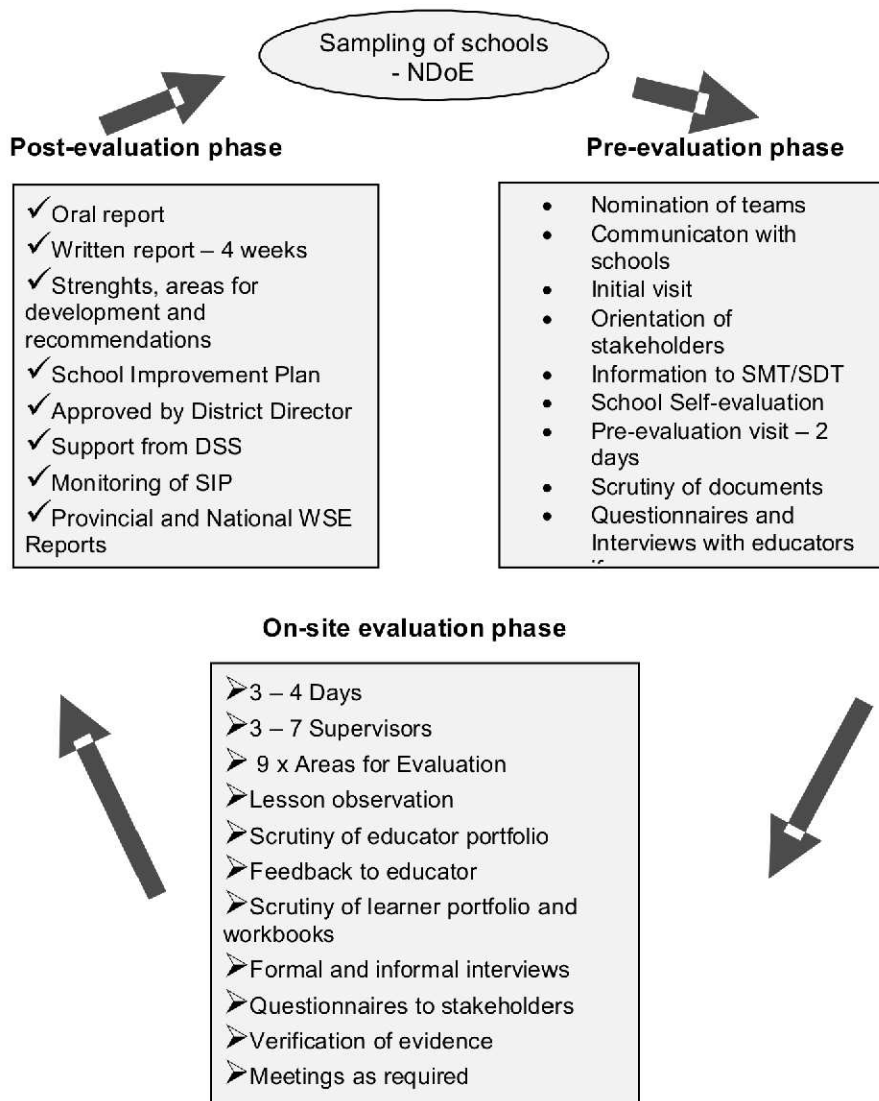 Sampling of schools
- NDoE
Post-evaluation phase
Pre-evaluation phase
✓Oral report
✓Written report – 4 weeks
✓Strenghts, areas for
development and
recommendations
✓School Improvement Plan
✓Approved by District Director
✓Support from DSS
✓Monitoring of SIP
✓Provincial and National WSE
Reports
• Nomination of teams
• Communicaton with
schools
• Initial visit
• Orientation of
stakeholders
• Information to SMT/SDT
• School Self-evaluation
• Pre-evaluation visit – 2
days
• Scrutiny of documents
• Questionnaires and
Interviews with educators
On-site evaluation phase
➢3 – 4 Days
➢3 – 7 Supervisors
➢ 9 x Areas for Evaluation
➢Lesson observation
➢Scrutiny of educator portfolio
➢Feedback to educator
➢Scrutiny of learner portfolio and
workbooks
➢Formal and informal interviews
➢Questionnaires to stakeholders
➢Verification of evidence
➢Meetings as required